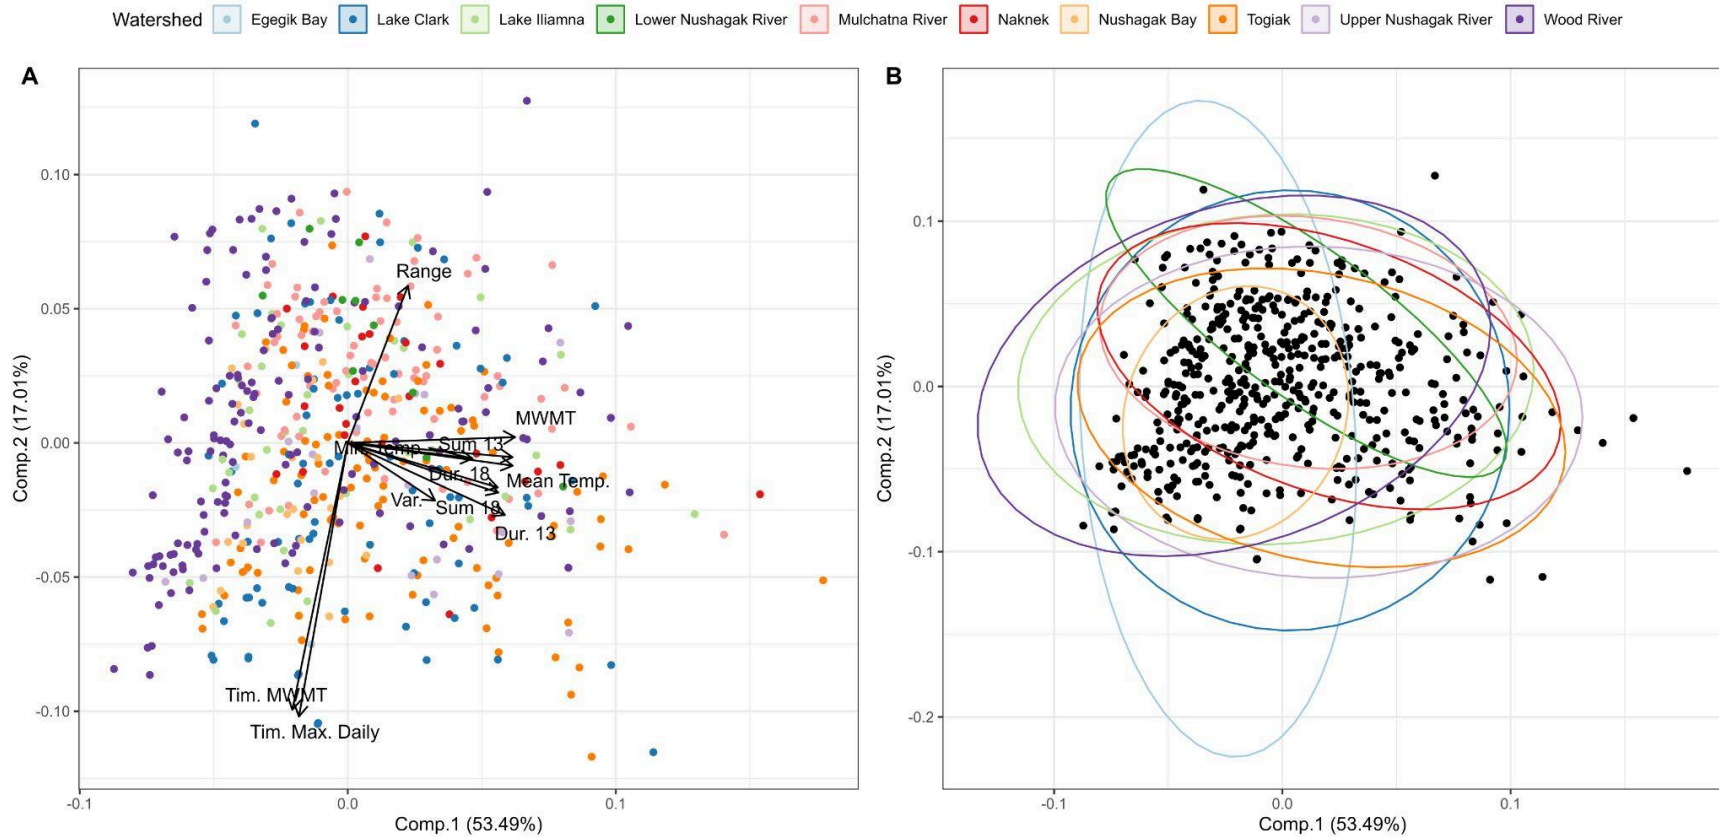 Watershed Egegik Bay Lake Clark Lake Iliamna Lower Nushagak River Mulchatna River Naknek Nushagak Bay Togiak Upper Nushagak River Wood River
A
Comp.2 (17.01%)
0.10
0.05
0.00
-0.05
-0.10
Range
MWMT
Sum 13
Min. Temp.
Dur. 18
Mean Temp.
Var.
Sum 18
Dur. 13
Tim. MWMT
Tim. Max. Daily
-0.1 0.0 0.1
Comp.1 (53.49%)
B
Comp.2 (17.01%)
0.1
0.0
-0.1
-0.2
-0.1 0.0 0.1
Comp.1 (53.49%)